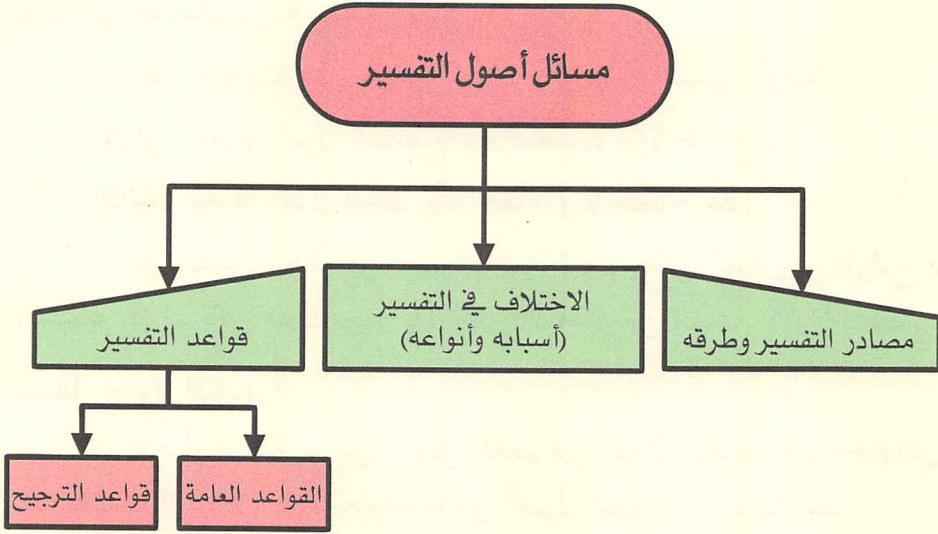 مسائل أصول التفسير
مصادر التفسير وطرقه
الاختلاف في التفسير
(أسبابه وأنواعه)
قواعد التفسير
القواعد العامة
قواعد الترجيح